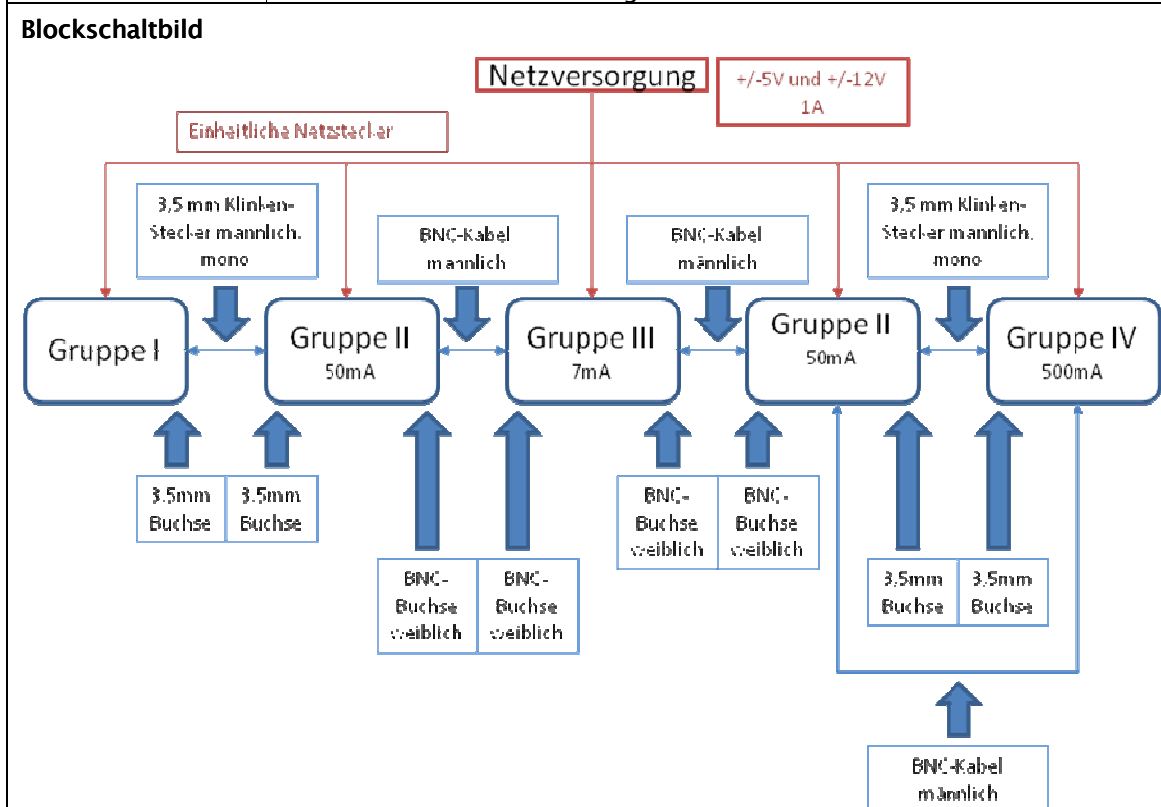 Blockschaltbild
Netzversorgung
+/-5V und +/-12V
1A
Einheitliche Netzstecker
3,5 mm Klinken-
Stecker männlich,
mono
BNC-Kabel
männlich
BNC-Kabel
männlich
3,5 mm Klinken-
Stecker männlich,
mono
Gruppe I
Gruppe II
50mA
Gruppe III
7mA
Gruppe II
50mA
Gruppe IV
500mA
3.5mm
Buchse
3.5mm
Buchse
BNC-
Buchse
weiblich
BNC-
Buchse
weiblich
BNC-
Buchse
weiblich
BNC-
Buchse
weiblich
3,5mm
Buchse
3,5mm
Buchse
BNC-Kabel
männlich